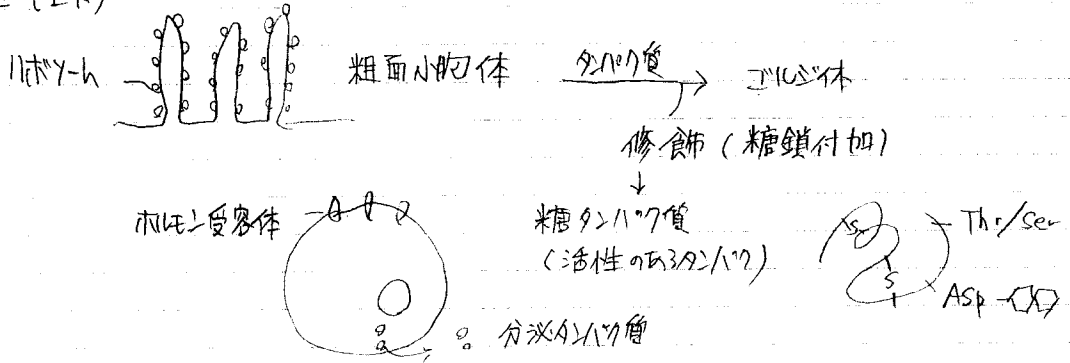 リボソーム 粗面小胞体 タンパク質 ゴルジ体
修飾 (糖鎖付加)
ホルモン受容体 糖タンパク質 Thr/Ser
(活性のあるタンパク) S
S
Asp
分泌タンパク質